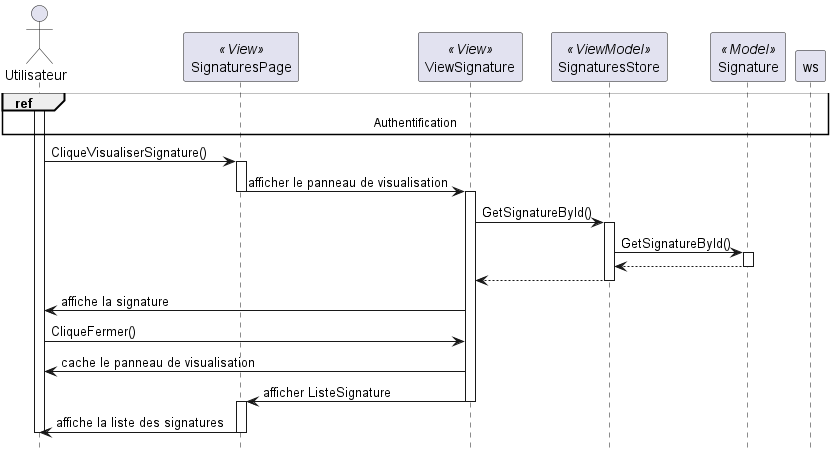 « View»
« View»
« ViewModel»
« Model»
Utilisateur
SignaturesPage
ViewSignature
SignaturesStore
Signature
ws
ref
Authentification
CliqueVisualiserSignature()
afficher le panneau de visualisation
GetSignatureById()
GetSignatureById()
affiche la signature
CliqueFermer()
cache le panneau de visualisation
afficher ListeSignature
affiche la liste des signatures